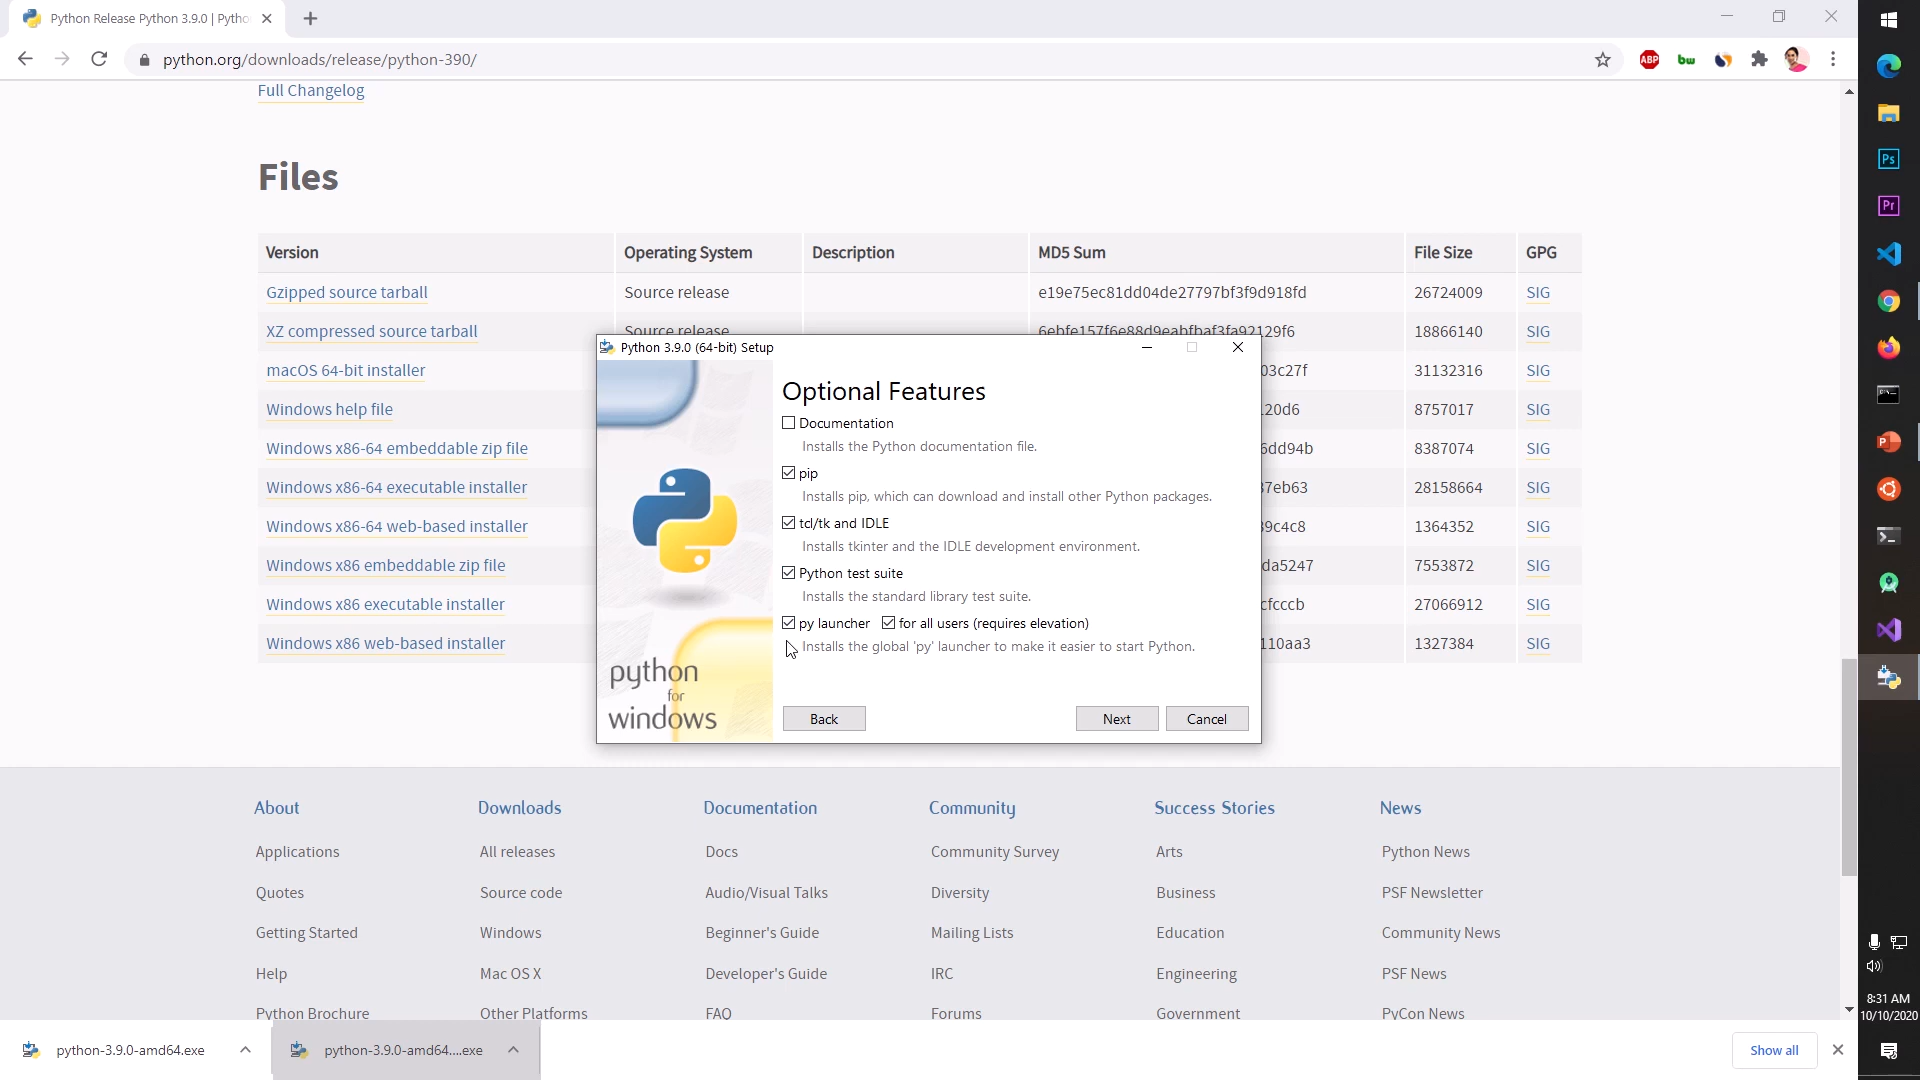 Python Release Python 3.9.0 | Pytho
python.org/downloads/release/python-390/
ABP
bw
Full Changelog
Files
Version Operating System Description MD5 Sum File Size GPG
Gzipped source tarball Source release e19e75ec81dd04de27797bf3f9d918fd 26724009 SIG
XZ compressed source tarball Source release 6ebfe157f6e88d9eabfbaf3fa92129f6 18866140 SIG
macOS 64-bit installer 03c27f 31132316 SIG
Windows help file 120d6 8757017 SIG
Windows x86-64 embeddable zip file 6dd94b 8387074 SIG
Windows x86-64 executable installer 37eb63 28158664 SIG
Windows x86-64 web-based installer 39c4c8 1364352 SIG
Windows x86 embeddable zip file da5247 7553872 SIG
Windows x86 executable installer cfcccb 27066912 SIG
Windows x86 web-based installer 110aa3 1327384 SIG
Python 3.9.0 (64-bit) Setup
Optional Features
Documentation
Installs the Python documentation file.
pip
Installs pip, which can download and install other Python packages.
tcl/tk and IDLE
Installs tkinter and the IDLE development environment.
Python test suite
Installs the standard library test suite.
py launcher for all users (requires elevation)
Installs the global 'py' launcher to make it easier to start Python.
python
for
windows
Back Next Cancel
About Downloads Documentation Community Success Stories News
Applications All releases Docs Community Survey Arts Python News
Quotes Source code Audio/Visual Talks Diversity Business PSF Newsletter
Getting Started Windows Beginner's Guide Mailing Lists Education Community News
Help Mac OS X Developer's Guide IRC Engineering PSF News
Python Brochure Other Platforms FAQ Forums Government PyCon News
python-3.9.0-amd64.exe python-3.9.0-amd64....exe Show all
Ps
Pr
P
8:31 AM
10/10/2020